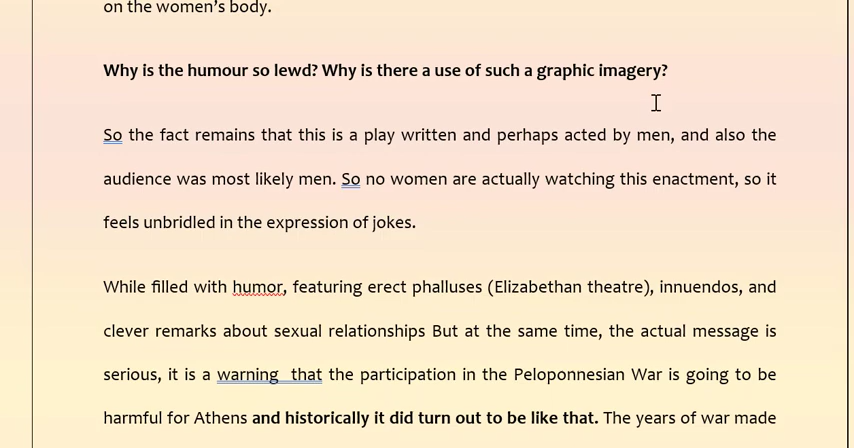 on the women's body.
Why is the humour so lewd? Why is there a use of such a graphic imagery?
So the fact remains that this is a play written and perhaps acted by men, and also the
audience was most likely men. So no women are actually watching this enactment, so it
feels unbridled in the expression of jokes.
While filled with humor, featuring erect phalluses (Elizabethan theatre), innuendos, and
clever remarks about sexual relationships But at the same time, the actual message is
serious, it is a warning  that the participation in the Peloponnesian War is going to be
harmful for Athens and historically it did turn out to be like that. The years of war made